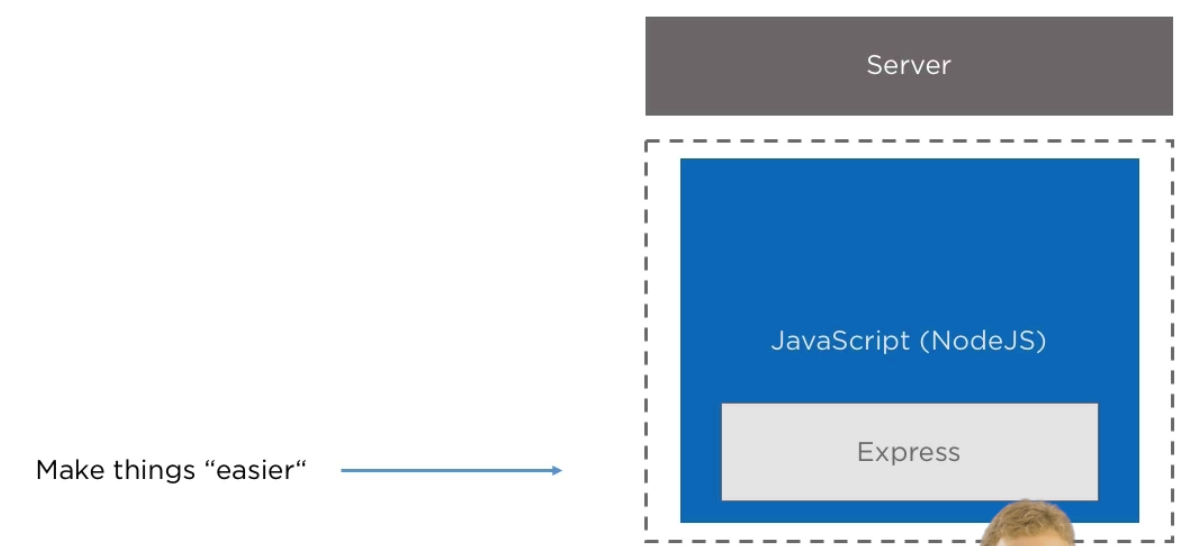 Server
JavaScript (NodeJS)
Express
Make things “easier“